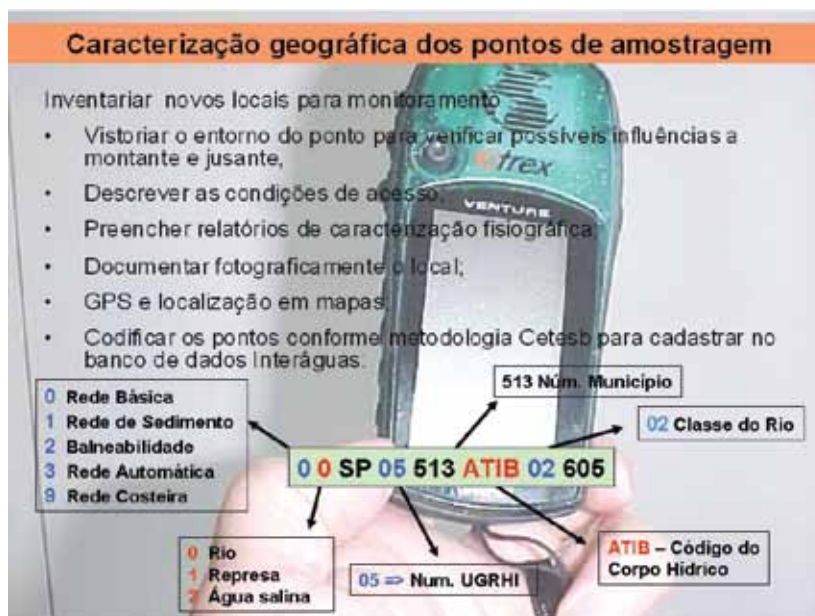 Caracterização geográfica dos pontos de amostragem
Inventariar novos locais para monitoramento
• Vistoriar o entorno do ponto para verificar possíveis influências a
montante e jusante,
• Descrever as condições de acesso;
• Preencher relatórios de caracterização fisiográfica;
• Documentar fotograficamente o local;
• GPS e localização em mapas;
• Codificar os pontos conforme metodologia Cetesb para cadastrar no
banco de dados Interáguas.
etrex
VENTURE
0 Rede Básica
1 Rede de Sedimento
2 Balneabilidade
3 Rede Automática
9 Rede Costeira
513 Núm. Município
02 Classe do Rio
0 0 SP 05 513 ATIB 02 605
0 Rio
1 Represa
2 Água salina
05 => Num. UGRHI
ATIB – Código do
Corpo Hídrico